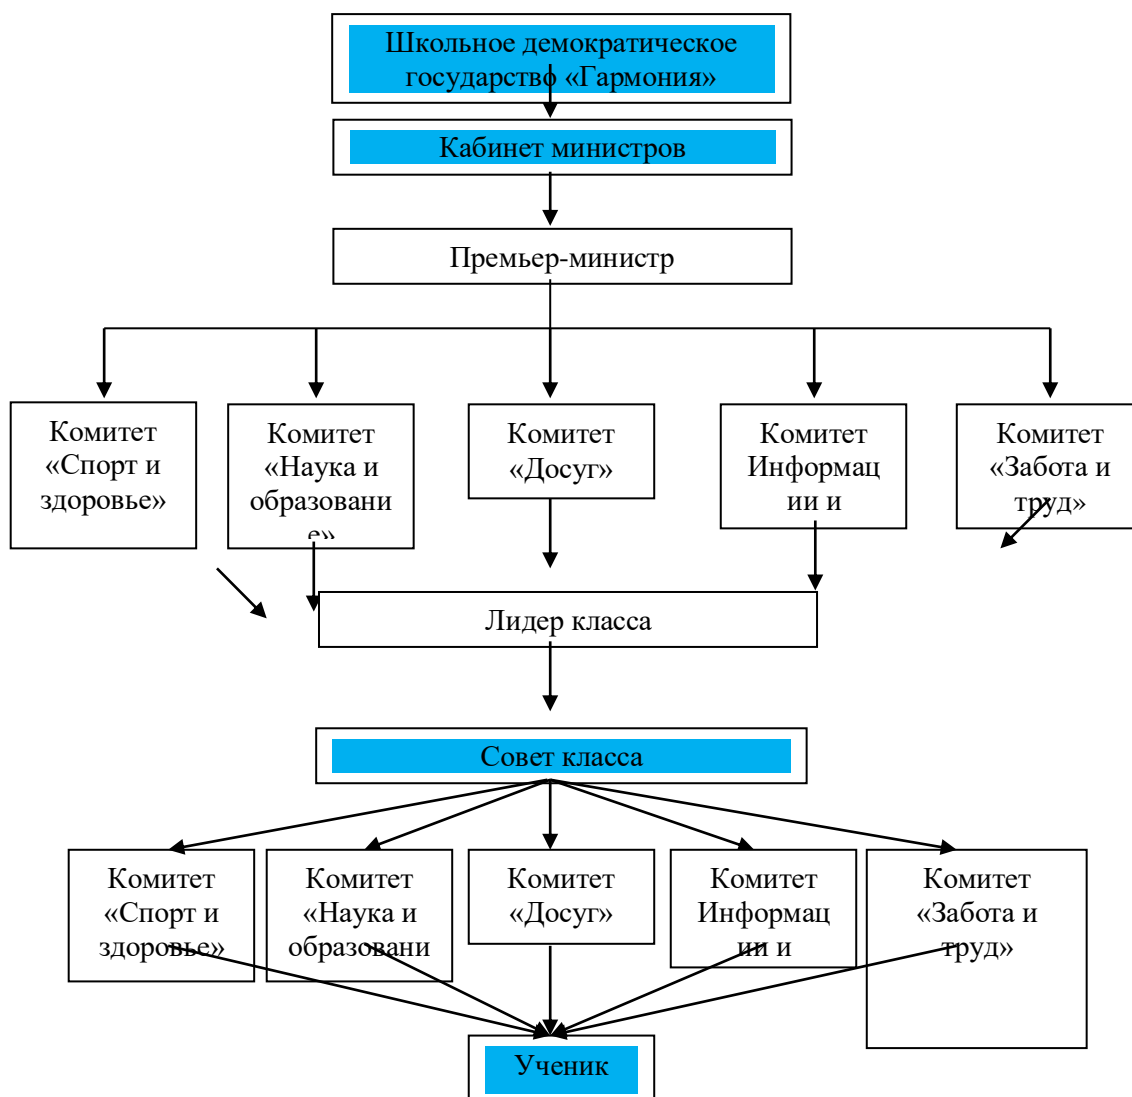 Школьное демократическое
государство «Гармония»
Кабинет министров
Премьер-министр
Комитет
«Спорт и
здоровье»
Комитет
«Наука и
образовани
е»
Комитет
«Досуг»
Комитет
Информац
ии и
Комитет
«Забота и
труд»
Лидер класса
Совет класса
Комитет
«Спорт и
здоровье»
Комитет
«Наука и
образовани
Комитет
«Досуг»
Комитет
Информац
ии и
Комитет
«Забота и
труд»
Ученик